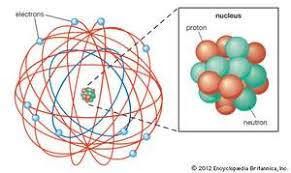 electrons
nucleus
proton
neutron
© 2012 Encyclopædia Britannica, Inc.